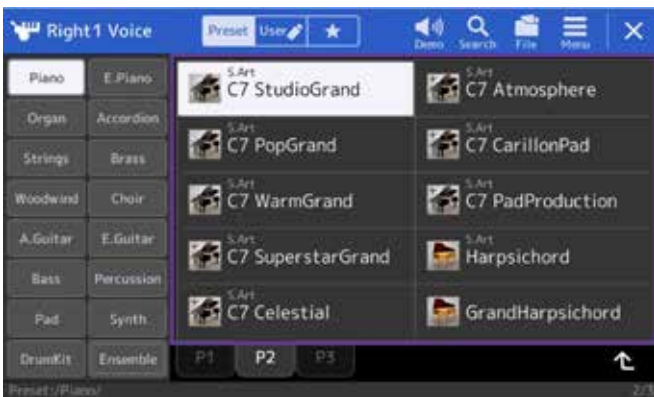 Right1 Voice
Preset User ★
Demo Search File Menu
Piano E.Piano
Organ Accordion
Strings Brass
Woodwind Choir
A.Guitar E.Guitar
Bass Percussion
Pad Synth
DrumKit Ensemble
S.Art
C7 StudioGrand
S.Art
C7 Atmosphere
S.Art
C7 PopGrand
S.Art
C7 CarillonPad
S.Art
C7 WarmGrand
S.Art
C7 PadProduction
S.Art
C7 SuperstarGrand
S.Art
Harpsichord
S.Art
C7 Celestial
GrandHarpsichord
P1 P2 P3
Preset:/Piano/ 2/3